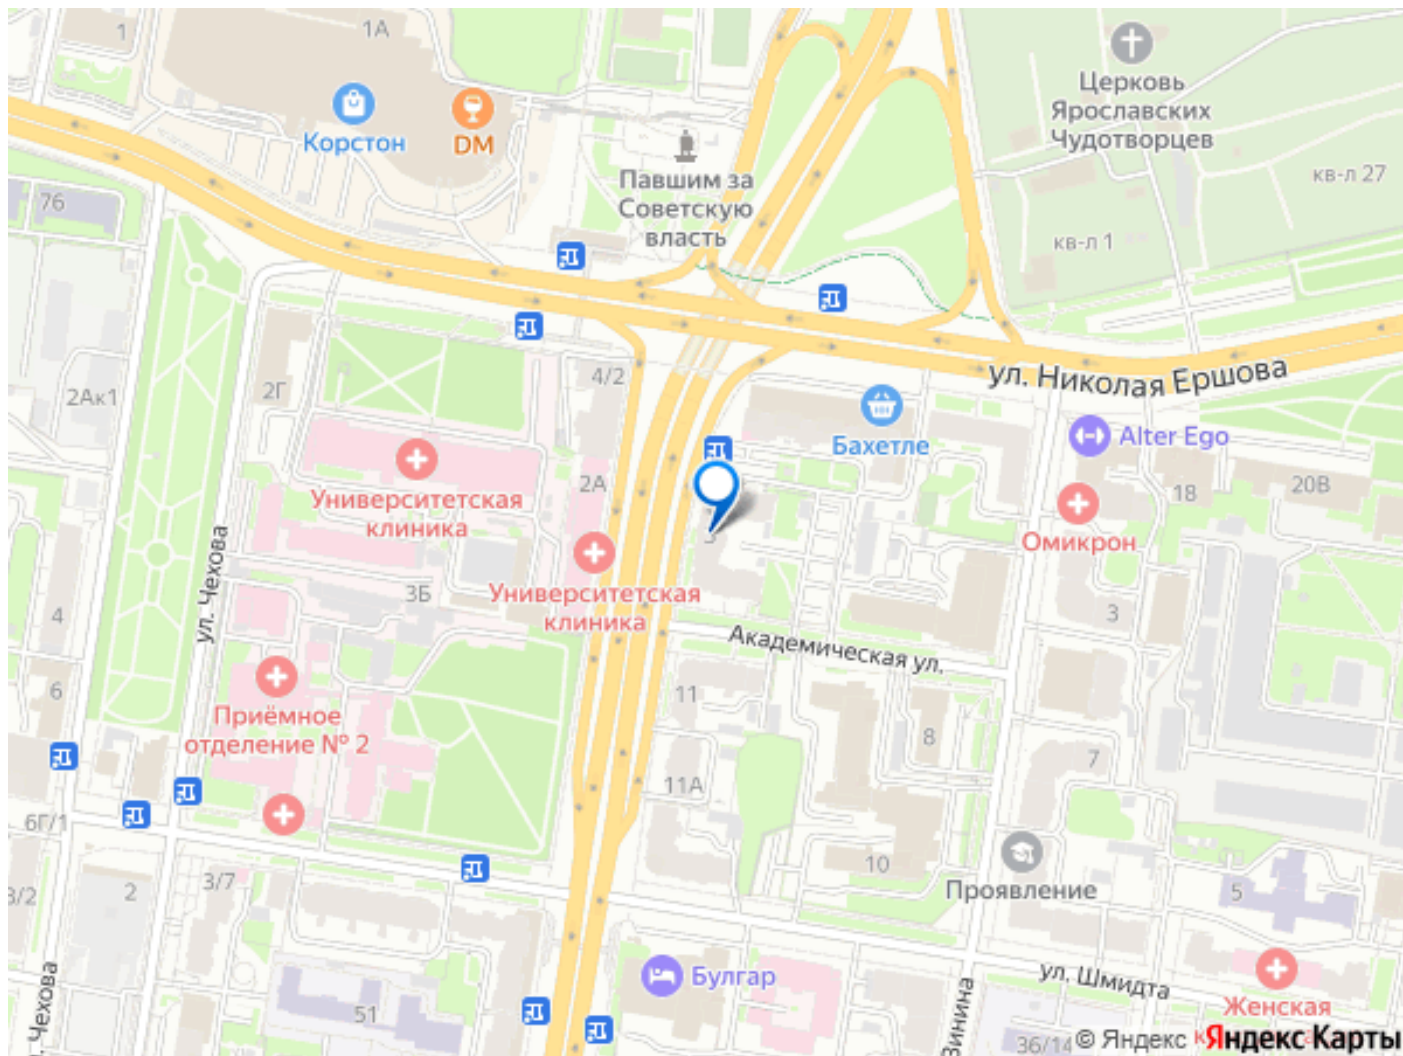 1
1А
Корстон
DM
Павшим за
Советскую
власть
Церковь
Ярославских
Чудотворцев
кв-л 27
кв-л 1
76
ул. Николая Ершова
2Ак1
2Г
4/2
Бахетле
Alter Ego
Университетская
клиника
2А
18
20В
Омикрон
ул. Чехова
3Б
Университетская
клиника
3
4
Академическая ул.
6
11
Приёмное
отделение № 2
8
7
11А
6Г/1
3/7
2
3/2
10
Проявление
5
Булгар
ул. Шмидта
Женская
51
Зинина
36/14
© Яндекс
Яндекс Карты